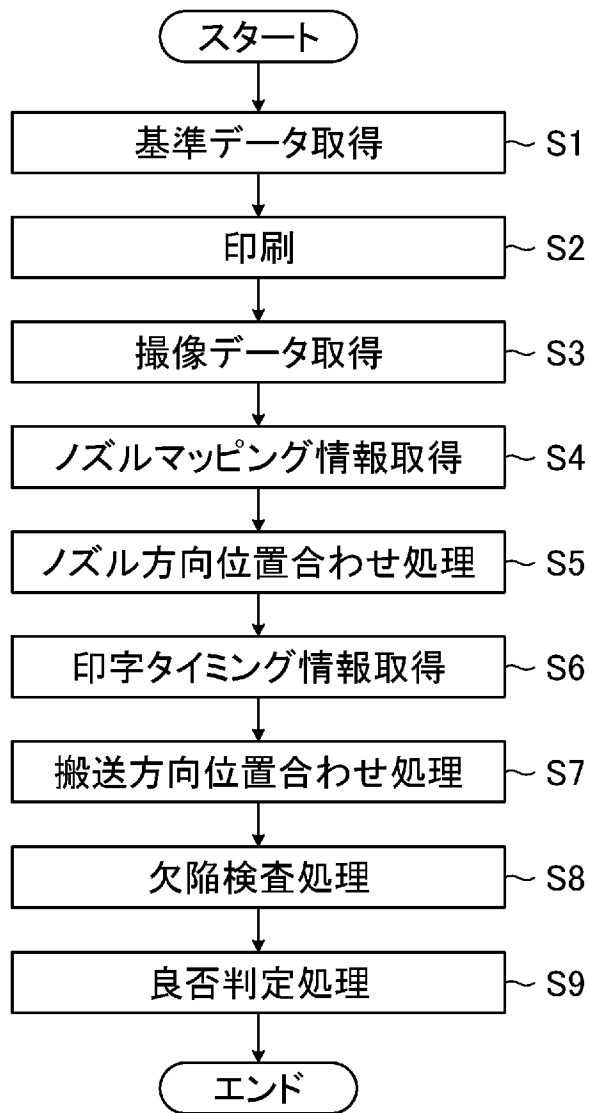 スタート
基準データ取得 ~ S1
印刷 ~ S2
撮像データ取得 ~ S3
ノズルマッピング情報取得 ~ S4
ノズル方向位置合わせ処理 ~ S5
印字タイミング情報取得 ~ S6
搬送方向位置合わせ処理 ~ S7
欠陥検査処理 ~ S8
良否判定処理 ~ S9
エンド